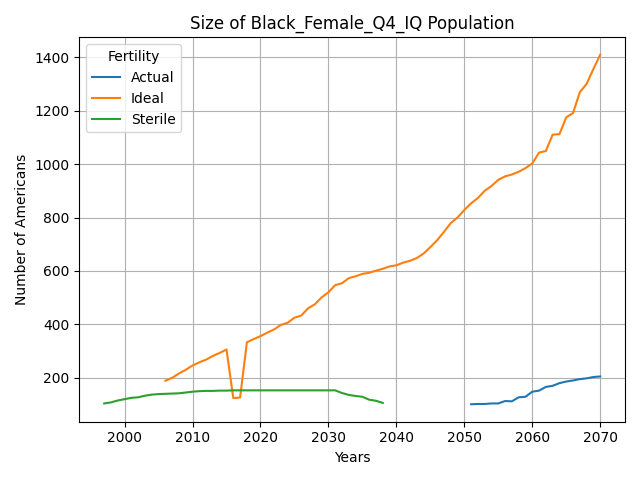 Size of Black_Female_Q4_IQ Population
Fertility
Actual
Ideal
Sterile
Number of Americans
1400
1200
1000
800
600
400
200
2000 2010 2020 2030 2040 2050 2060 2070
Years